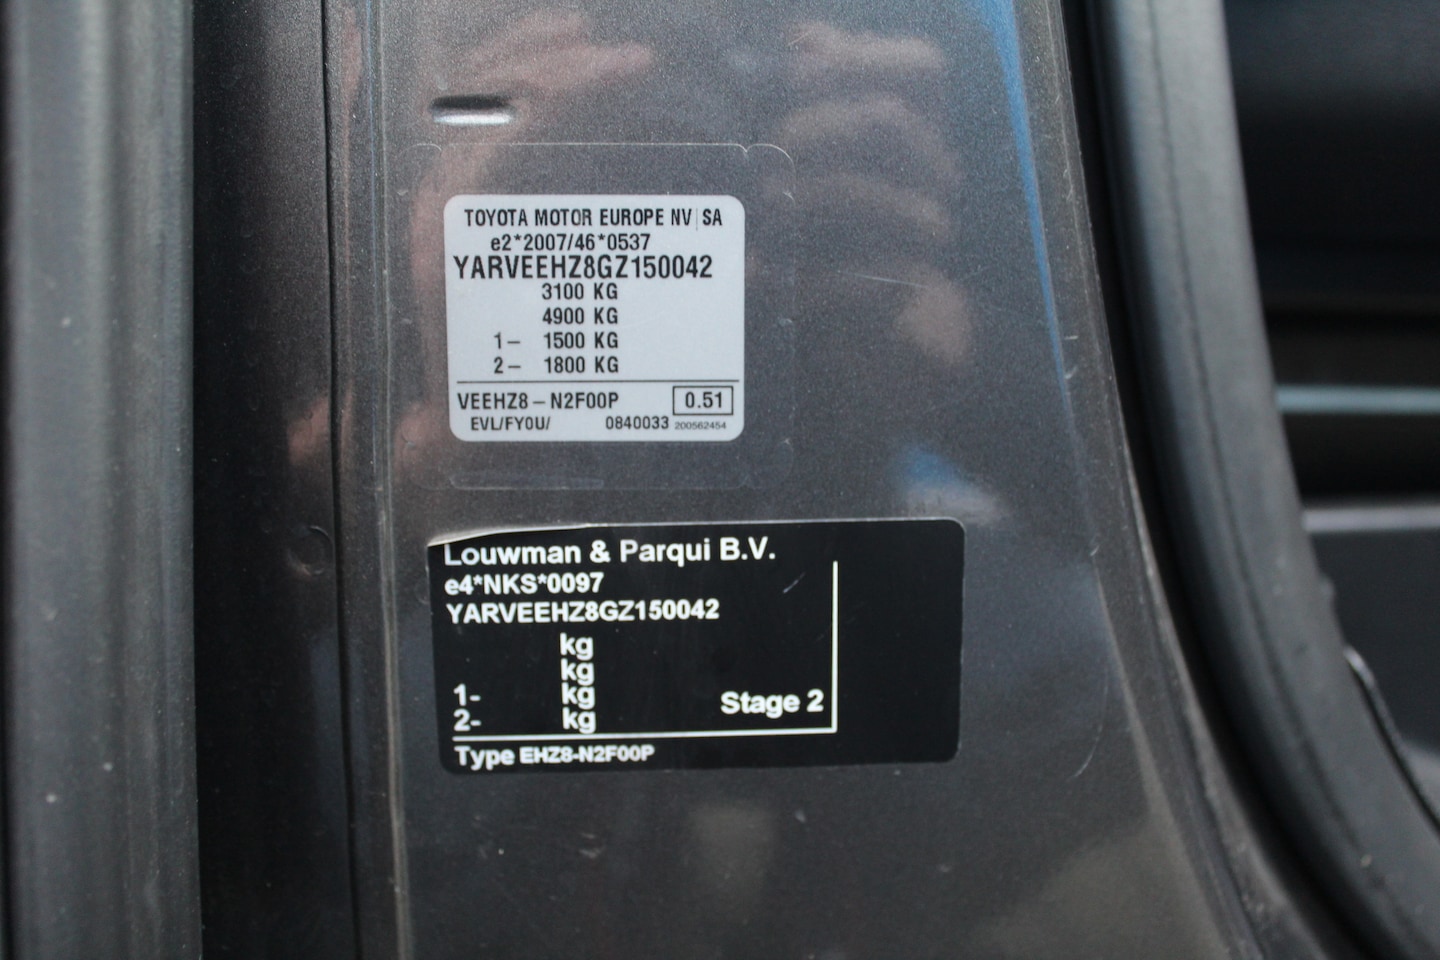 TOYOTA MOTOR EUROPE NV SA
e2*2007/46*0537
YARVEEHZ8GZ150042
3100 KG
4900 KG
1- 1500 KG
2- 1800 KG
VEEHZ8-N2F00P 0.51
EVL/FY0U/ 0840033 200562454
Louwman & Parqui B.V.
e4*NKS*0097
YARVEEHZ8GZ150042
kg
kg
1- kg
2- kg Stage 2
Type EHZ8-N2F00P